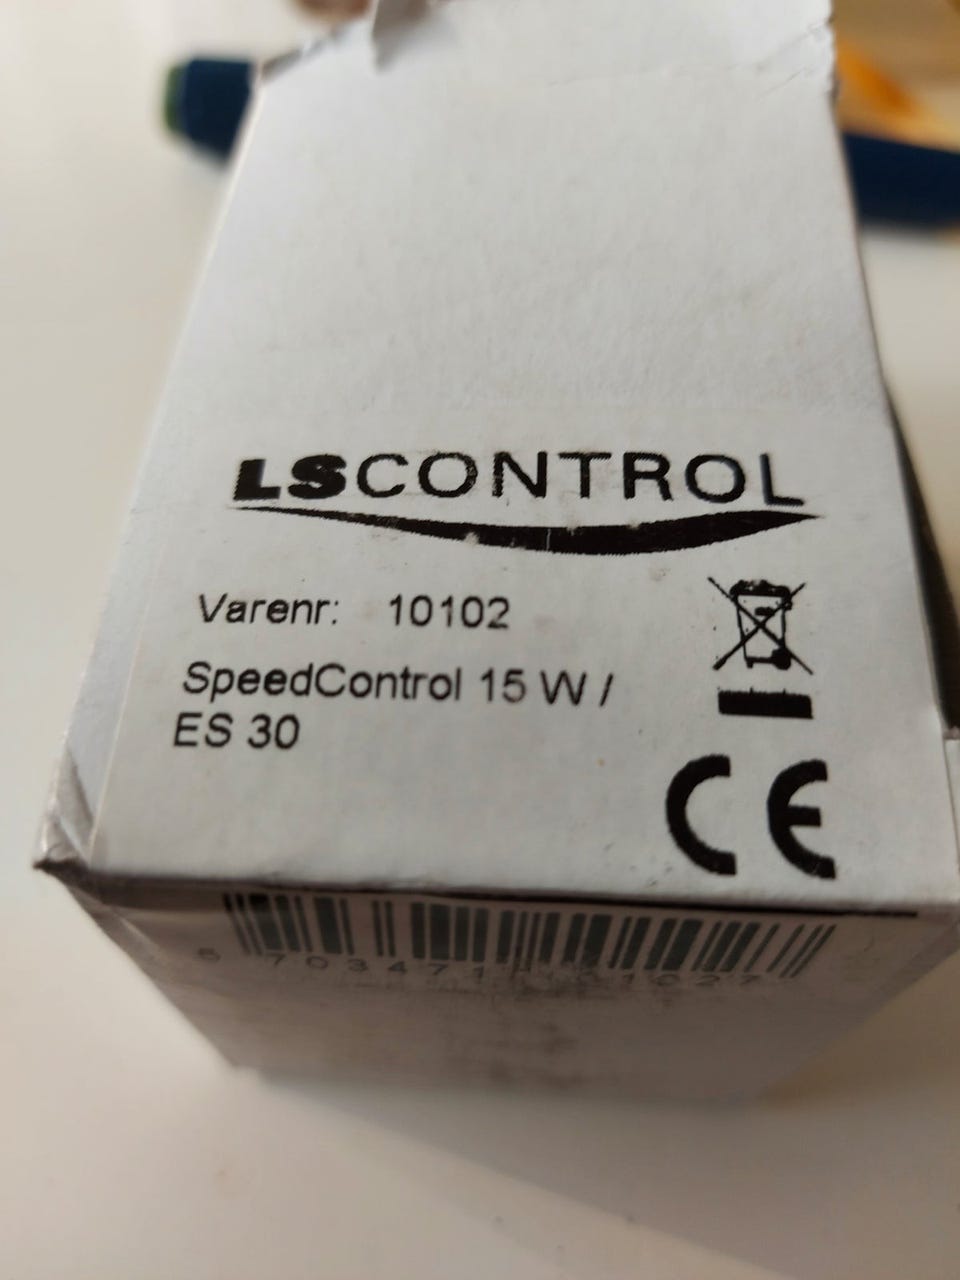 LSCONTROL
Varenr: 10102
SpeedControl 15 W /
ES 30
CE